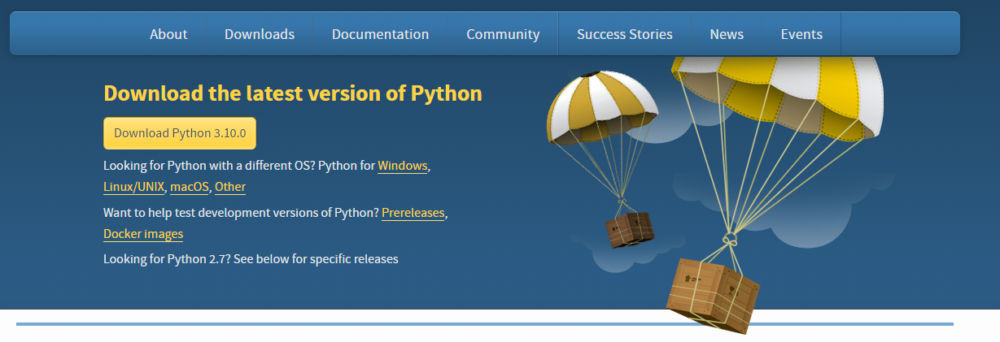 About Downloads Documentation Community Success Stories News Events
Download the latest version of Python
Download Python 3.10.0
Looking for Python with a different OS? Python for Windows,
Linux/UNIX, macOS, Other
Want to help test development versions of Python? Prereleases,
Docker images
Looking for Python 2.7? See below for specific releases